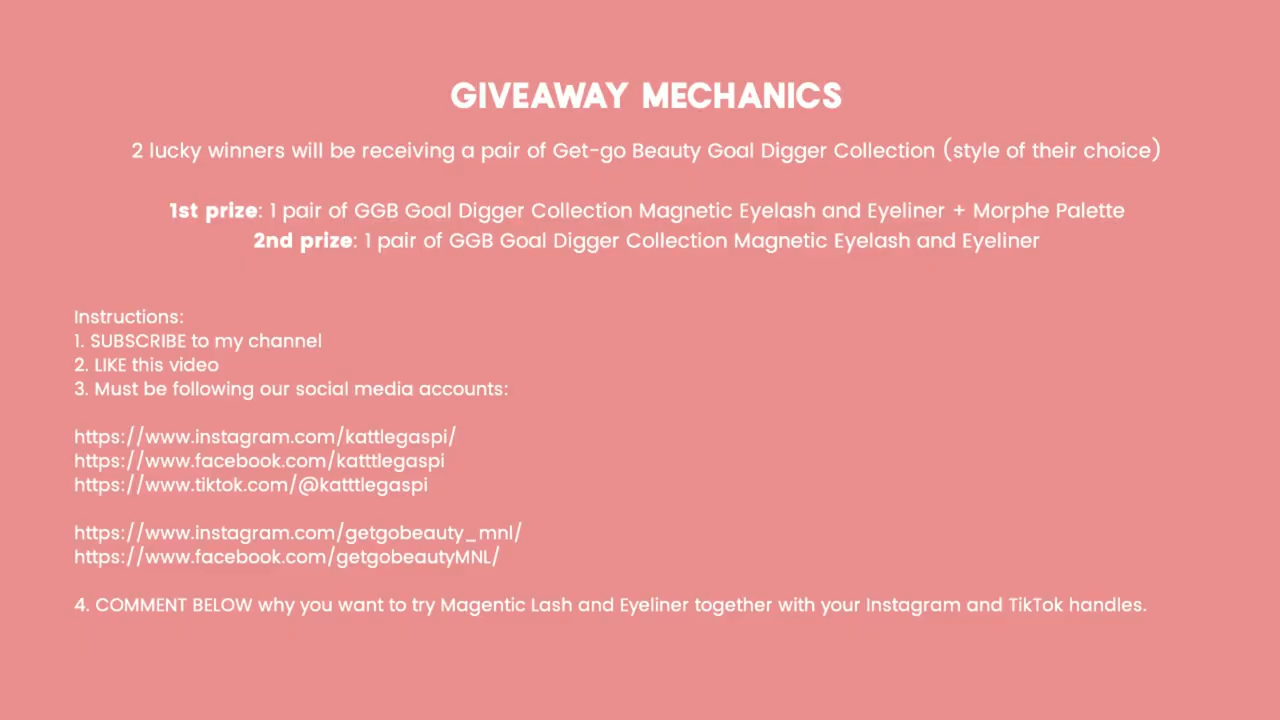 GIVEAWAY MECHANICS
2 lucky winners will be receiving a pair of Get-go Beauty Goal Digger Collection (style of their choice)
1st prize: 1 pair of GGB Goal Digger Collection Magnetic Eyelash and Eyeliner + Morphe Palette
2nd prize: 1 pair of GGB Goal Digger Collection Magnetic Eyelash and Eyeliner
Instructions:
1. SUBSCRIBE to my channel
2. LIKE this video
3. Must be following our social media accounts:
https://www.instagram.com/kattlegaspi/
https://www.facebook.com/katttlegaspi
https://www.tiktok.com/@katttlegaspi
https://www.instagram.com/getgobeauty_mnl/
https://www.facebook.com/getgobeautyMNL/
4. COMMENT BELOW why you want to try Magentic Lash and Eyeliner together with your Instagram and TikTok handles.